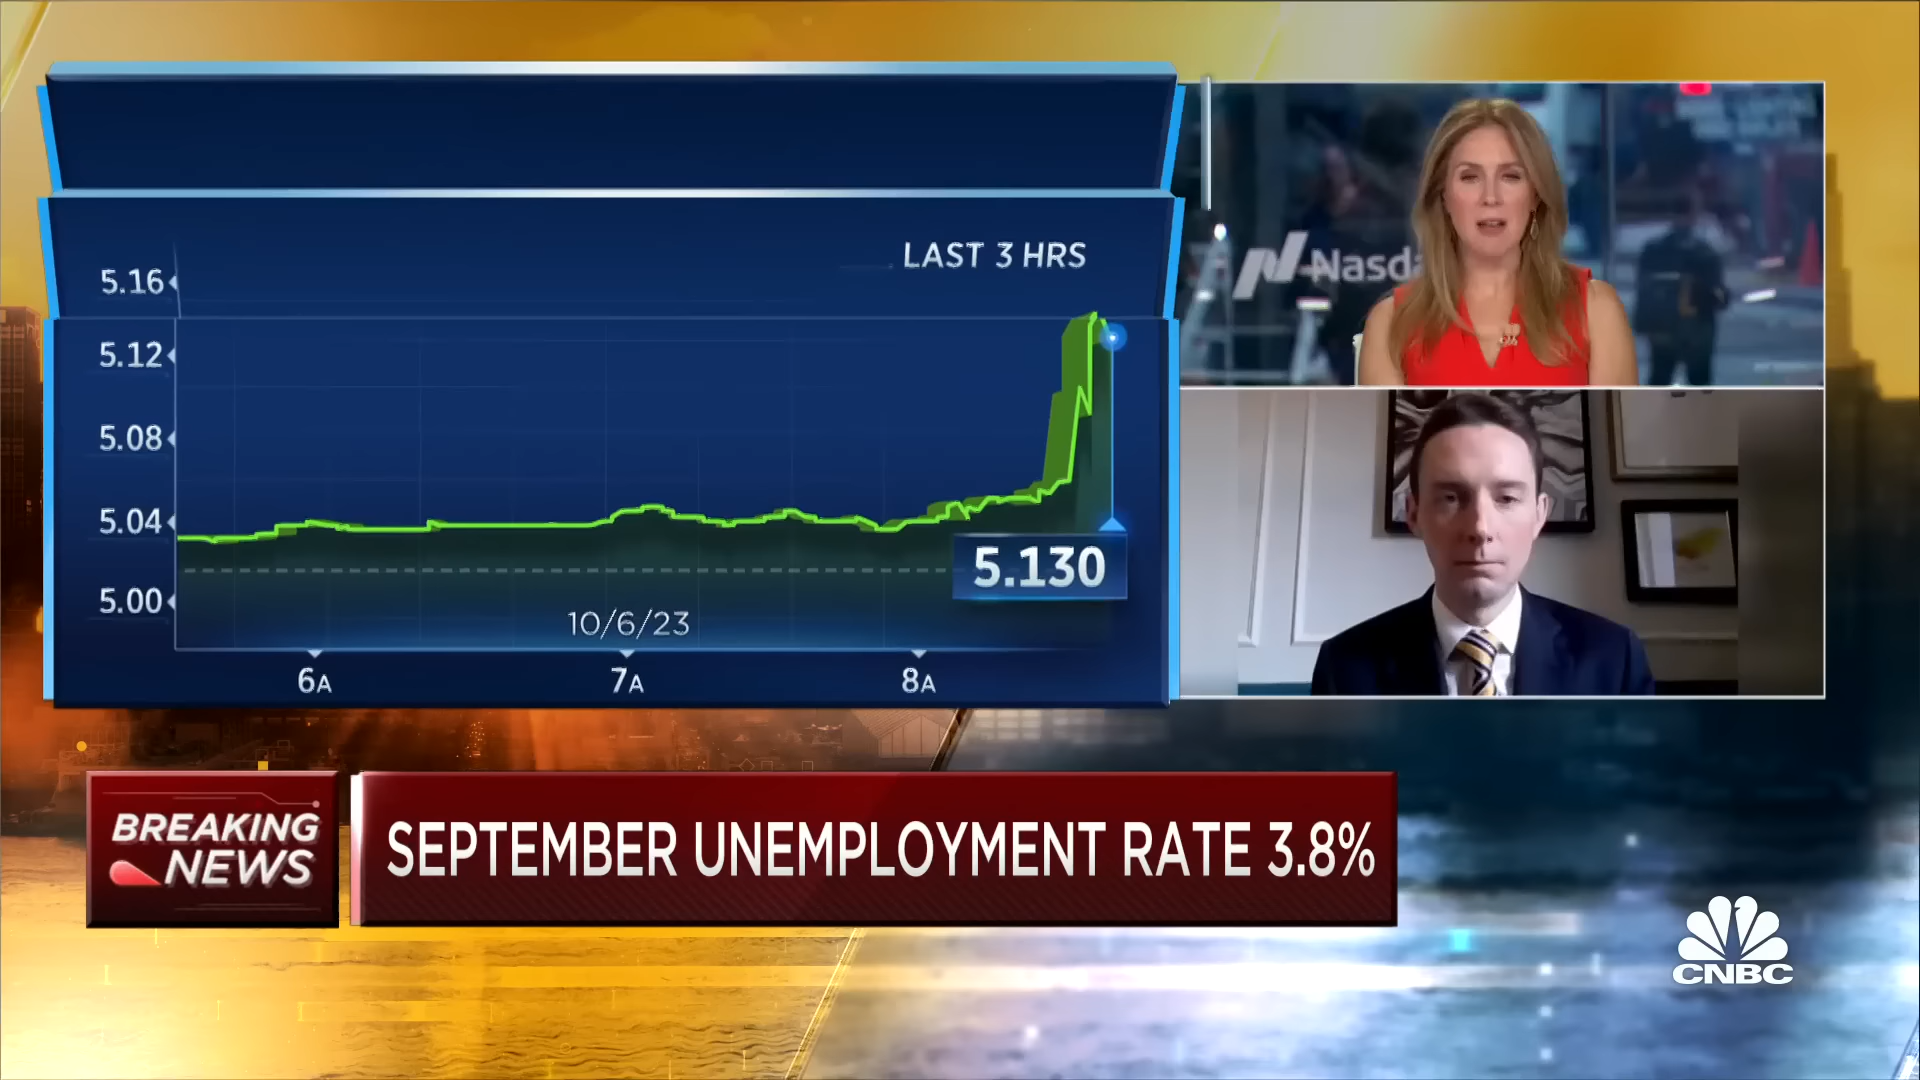 LAST 3 HRS
5.16
5.12
5.08
5.04
5.00
5.130
10/6/23
6A
7A
8A
Nasda
BREAKING
NEWS
SEPTEMBER UNEMPLOYMENT RATE 3.8%
CNBC